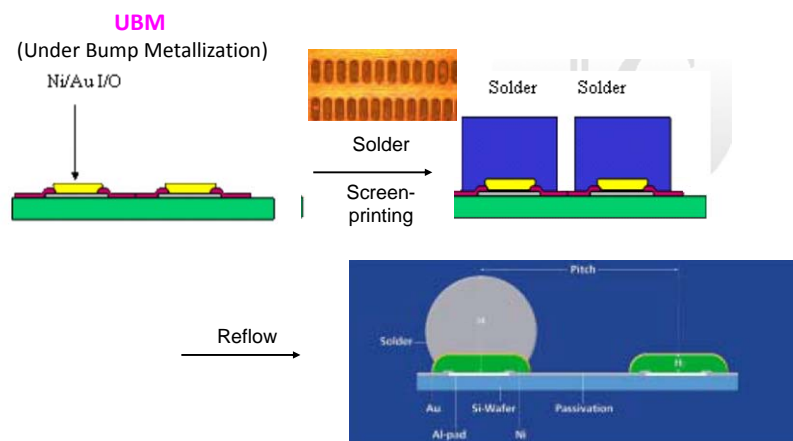 UBM
(Under Bump Metallization)
Ni/Au I/O
Solder
Screen-
printing
Solder Solder
Reflow
Pitch
H
Solder
H
Au Si-Wafer Passivation
Al-pad Ni